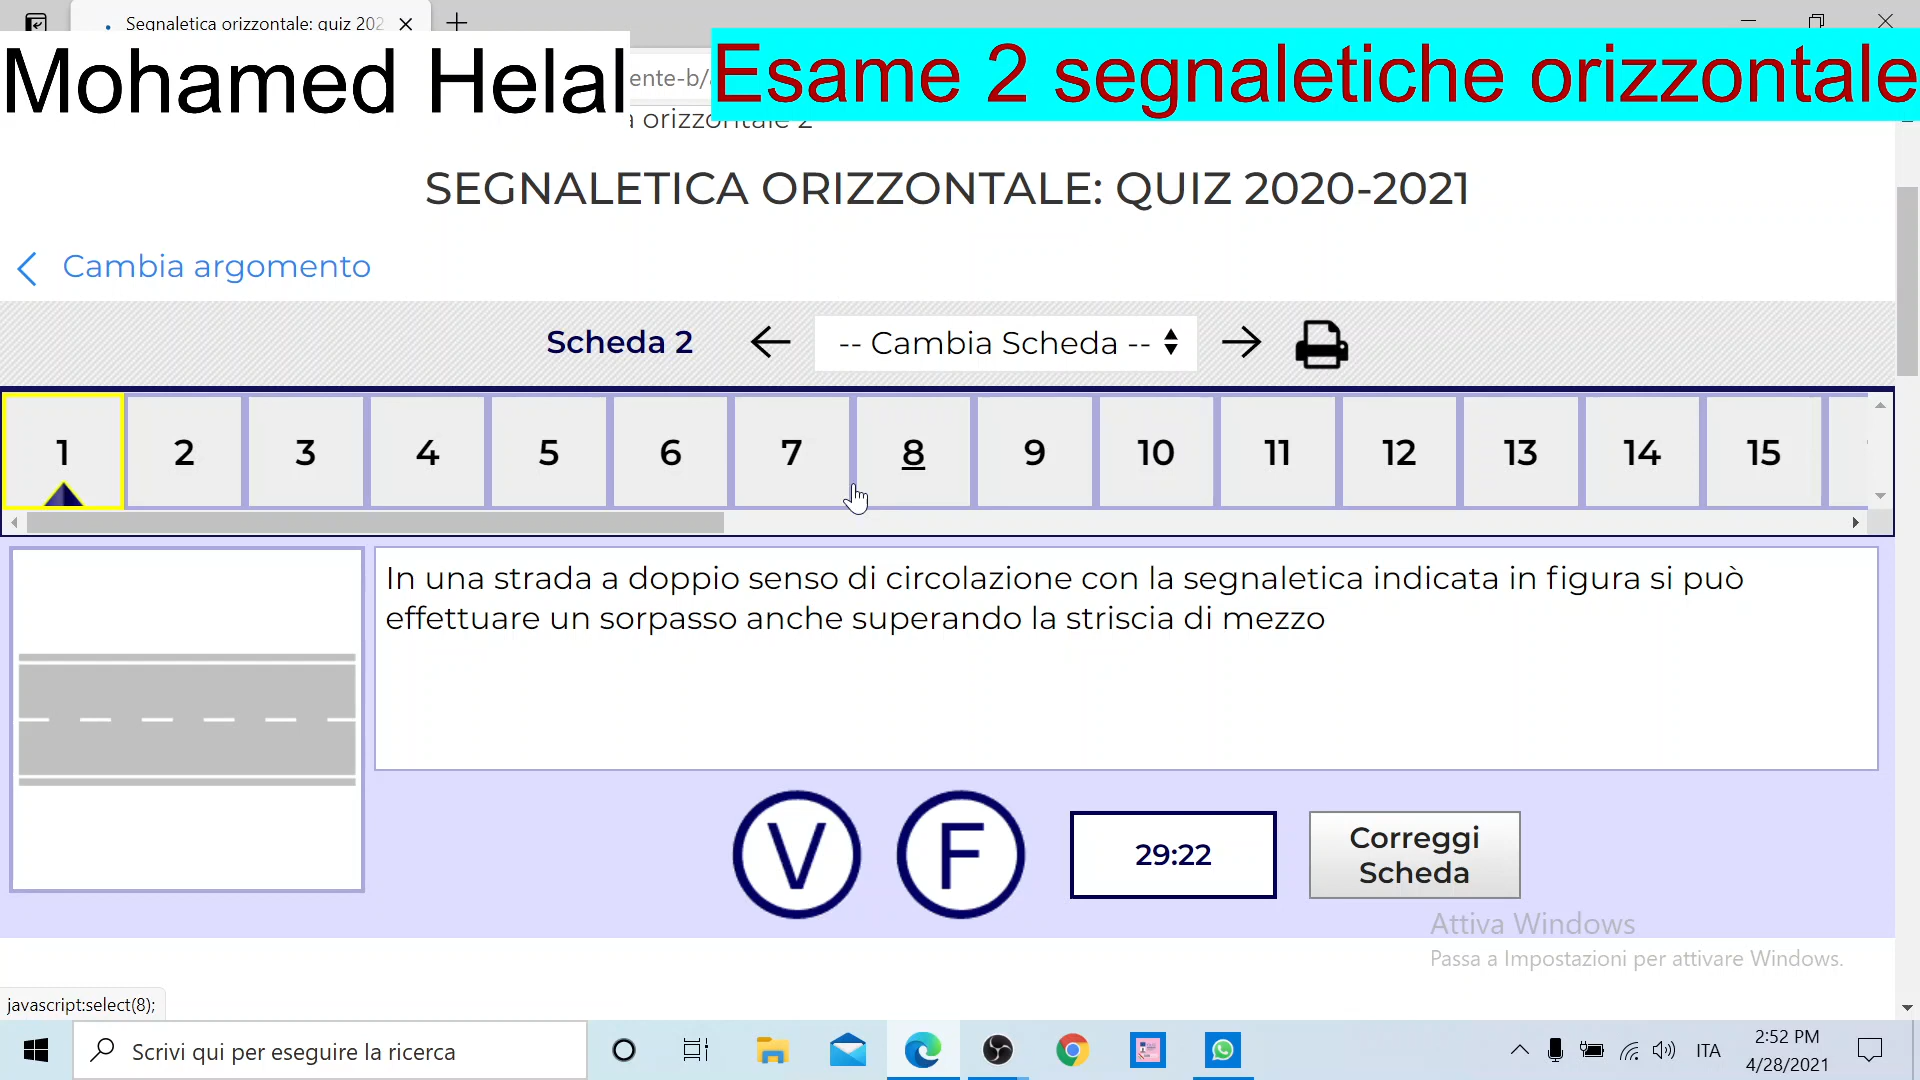 Segnaletica orizzontale: quiz 202
Mohamed Helal
ente-b/
Esame 2 segnaletiche orizzontale
a orizzontale 2
SEGNALETICA ORIZZONTALE: QUIZ 2020-2021
Cambia argomento
Scheda 2
-- Cambia Scheda --
1 2 3 4 5 6 7 8 9 10 11 12 13 14 15
In una strada a doppio senso di circolazione con la segnaletica indicata in figura si può
effettuare un sorpasso anche superando la striscia di mezzo
V
F
29:22
Correggi
Scheda
Attiva Windows
Passa a Impostazioni per attivare Windows.
javascript:select(8);
Scrivi qui per eseguire la ricerca
ITA
2:52 PM
4/28/2021